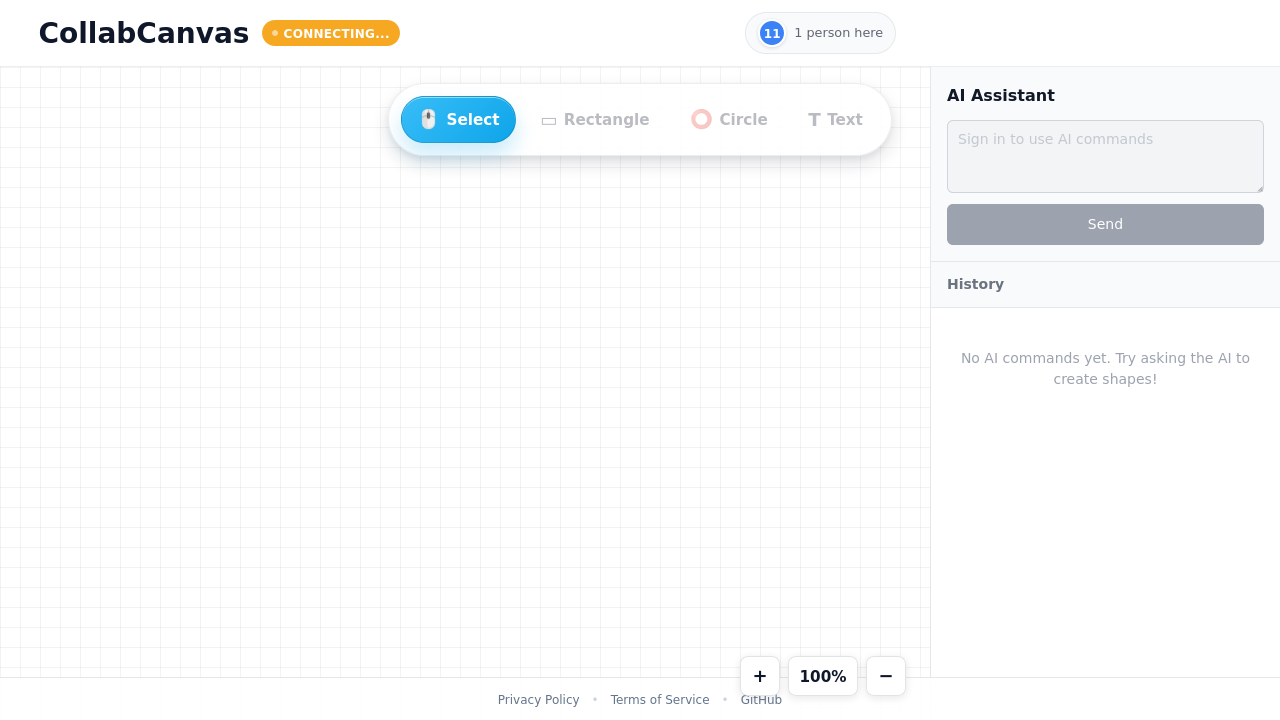 CollabCanvas
CONNECTING...
11
1 person here
Select
Rectangle
Circle
T Text
AI Assistant
Sign in to use AI commands
Send
History
No AI commands yet. Try asking the AI to
create shapes!
+
100%
−
Privacy Policy • Terms of Service • GitHub